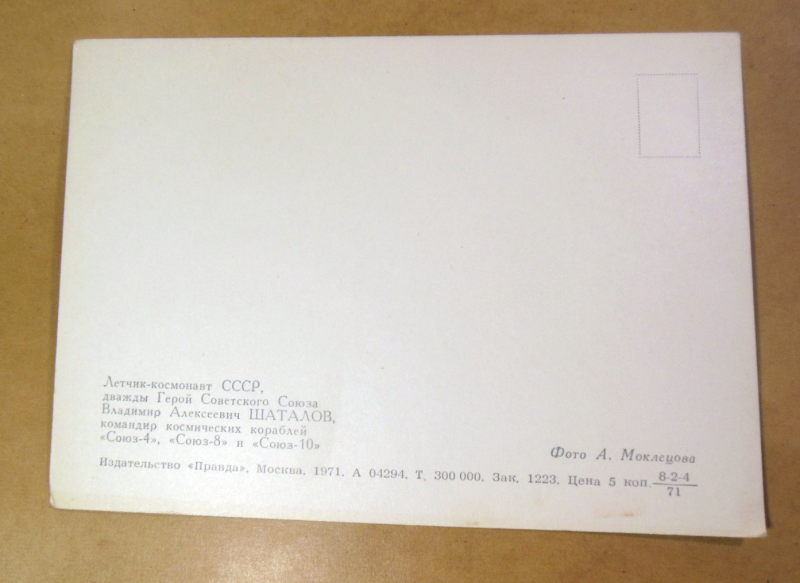 Летчик-космонавт СССР,
дважды Герой Советского Союза
Владимир Алексеевич ШАТАЛОВ,
командир космических кораблей
«Союз-4», «Союз-8» и «Союз-10»
Фото А. Моклецова
Издательство «Правда», Москва. 1971. А 04294. Т. 300 000. Зак. 1223. Цена 5 коп. 8-2-4
71